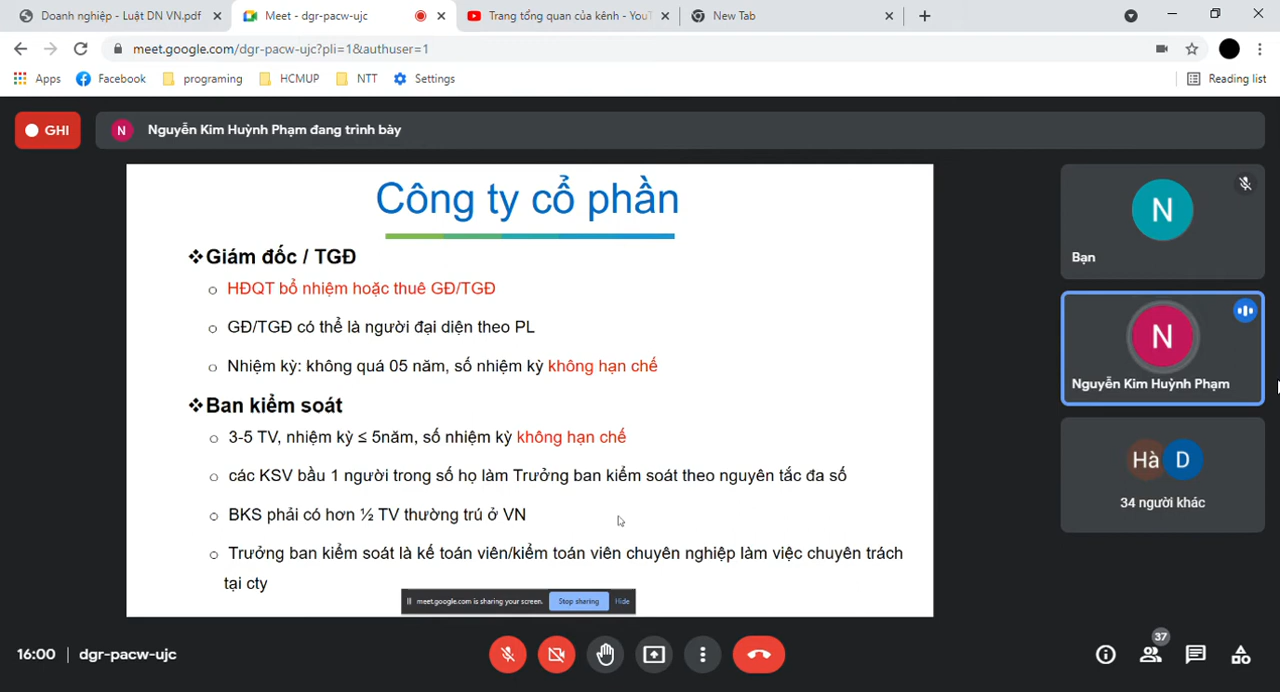 Doanh nghiệp - Luật DN VN.pdf
Meet - dgr-pacw-ujc
Trang tổng quan của kênh - YouT
New Tab
meet.google.com/dgr-pacw-ujc?pli=1&authuser=1
Apps
Facebook
programing
HCMUP
NTT
Settings
Reading list
GHI
N
Nguyễn Kim Huỳnh Phạm đang trình bày
Công ty cổ phần
❖Giám đốc / TGĐ
o HĐQT bổ nhiệm hoặc thuê GĐ/TGĐ
o GĐ/TGĐ có thể là người đại diện theo PL
o Nhiệm kỳ: không quá 05 năm, số nhiệm kỳ không hạn chế
❖Ban kiểm soát
o 3-5 TV, nhiệm kỳ ≤ 5năm, số nhiệm kỳ không hạn chế
o các KSV bầu 1 người trong số họ làm Trưởng ban kiểm soát theo nguyên tắc đa số
o BKS phải có hơn ½ TV thường trú ở VN
o Trưởng ban kiểm soát là kế toán viên/kiểm toán viên chuyên nghiệp làm việc chuyên trách
tại cty
meet.google.com is sharing your screen.
Stop sharing
Hide
N
Bạn
N
Nguyễn Kim Huỳnh Phạm
Hà
D
34 người khác
16:00
dgr-pacw-ujc
37